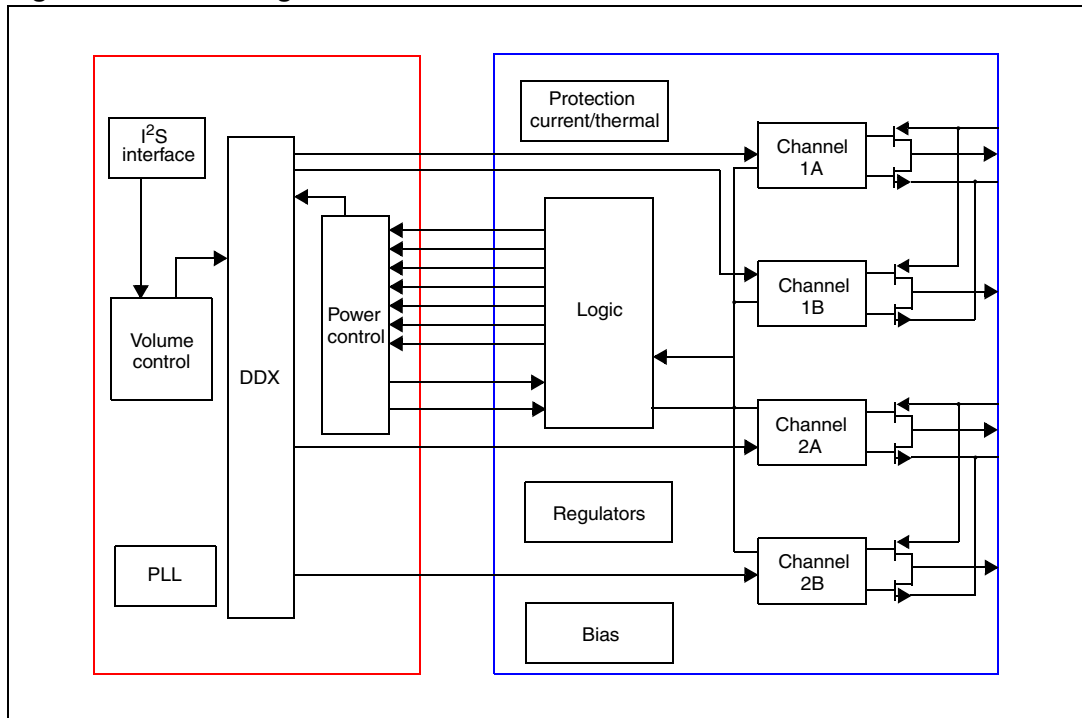 I²S
interface
Volume
control
DDX
Power
control
PLL
Protection
current/thermal
Logic
Regulators
Bias
Channel
1A
Channel
1B
Channel
2A
Channel
2B